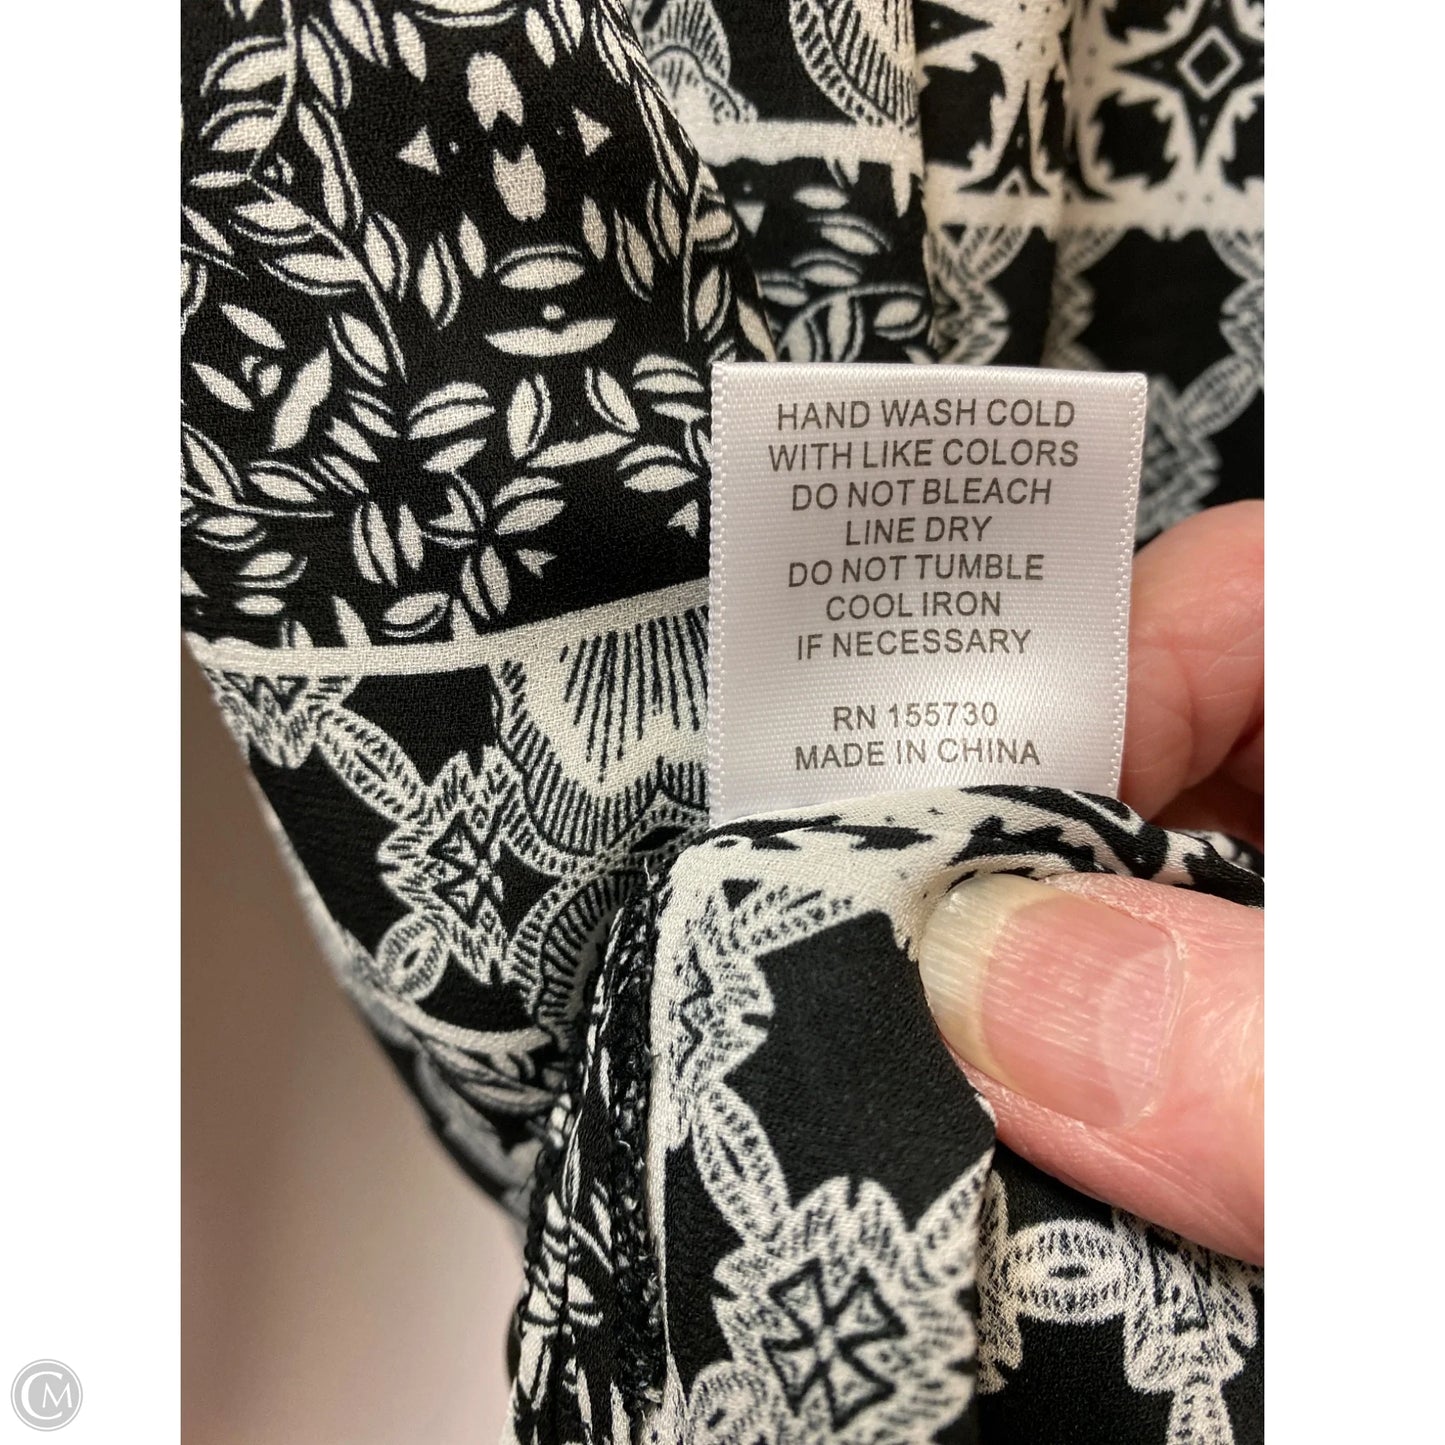 HAND WASH COLD
WITH LIKE COLORS
DO NOT BLEACH
LINE DRY
DO NOT TUMBLE
COOL IRON
IF NECESSARY
RN 155730
MADE IN CHINA
CM